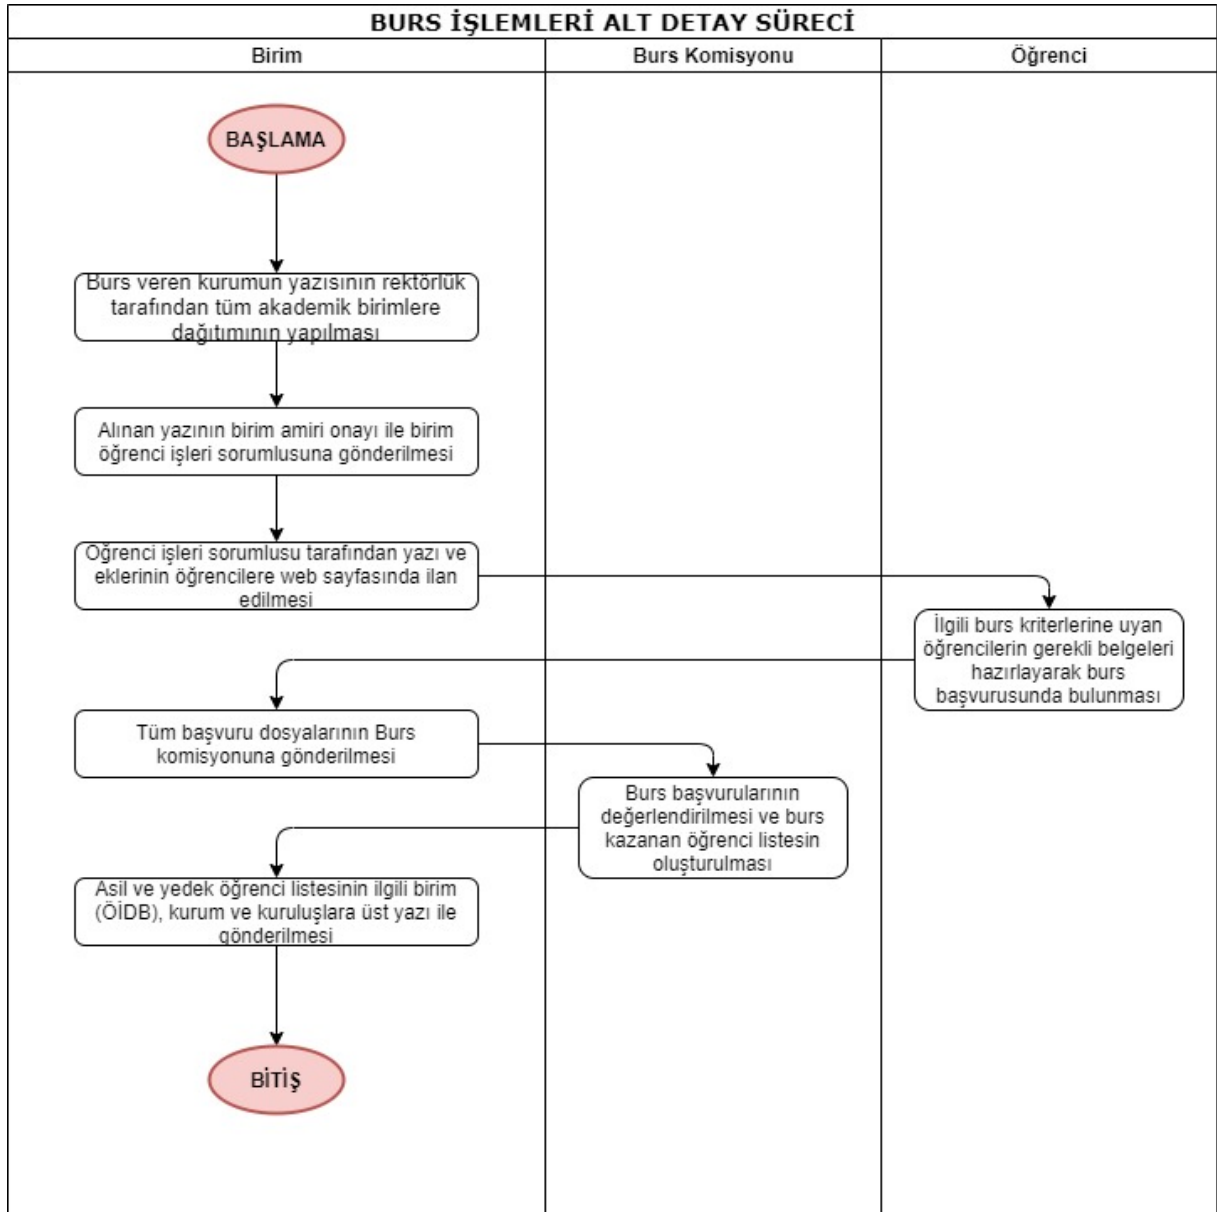 BURS İŞLEMLERİ ALT DETAY SÜRECİ
Birim
Burs Komisyonu
Öğrenci
BAŞLAMA
Burs veren kurumun yazısının rektörlük
tarafından tüm akademik birimlere
dağıtımının yapılması
Alınan yazının birim amiri onayı ile birim
öğrenci işleri sorumlusuna gönderilmesi
Öğrenci işleri sorumlusu tarafından yazı ve
eklerinin öğrencilere web sayfasında ilan
edilmesi
İlgili burs kriterlerine uyan
öğrencilerin gerekli belgeleri
hazırlayarak burs
başvurusunda bulunması
Tüm başvuru dosyalarının Burs
komisyonuna gönderilmesi
Burs başvurularının
değerlendirilmesi ve burs
kazanan öğrenci listesin
oluşturulması
Asil ve yedek öğrenci listesinin ilgili birim
(ÖİDB), kurum ve kuruluşlara üst yazı ile
gönderilmesi
BİTİŞ